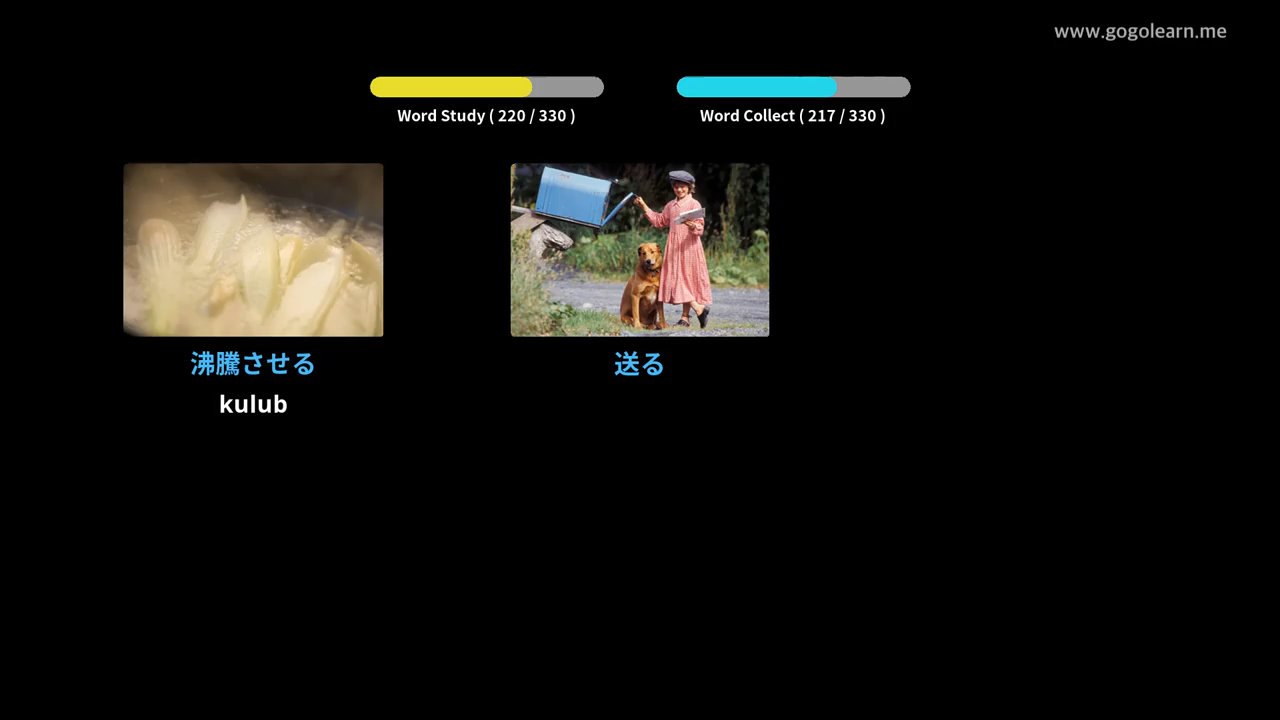 www.gogolearn.me
Word Study ( 220 / 330 )
Word Collect ( 217 / 330 )
沸騰させる
kulub
送る